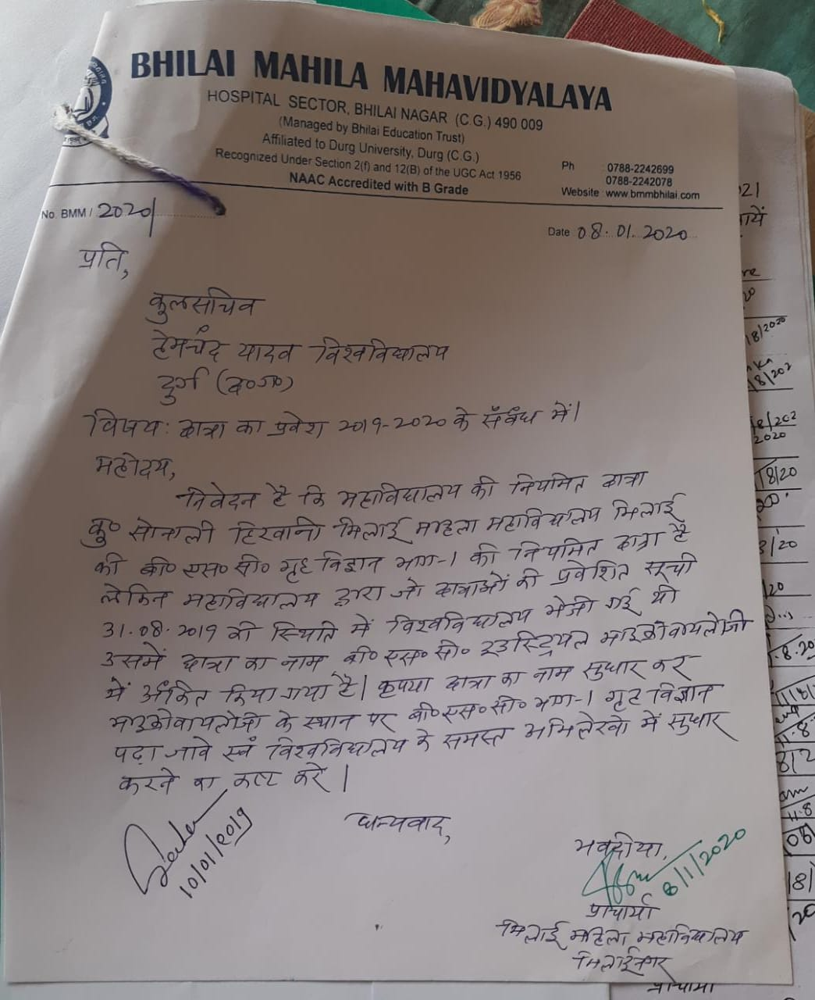 BHILAI MAHILA MAHAVIDYALAYA
HOSPITAL SECTOR, BHILAI NAGAR (C.G.) 490 009
(Managed by Bhilai Education Trust)
Affiliated to Durg University, Durg (C.G.)
Recognized Under Section 2(f) and 12(B) of the UGC Act 1956
NAAC Accredited with B Grade
Ph : 0788-2242699
0788-2242078
Website : www.bmmbhilai.com
No. BMM / 2020/
Date 08.01.2020
प्रति,
कुलसचिव
हेमचंद यादव विश्वविद्यालय
दुर्ग (छ०ग०)
विषय: छात्रा का प्रवेश 2019-2020 के संबंध में।
महोदय,
निवेदन है कि महाविद्यालय की नियमित छात्रा
कु० सोनाली हिरवानी भिलाई महिला महाविद्यालय भिलाई
की बी० एस० सी० गृह विज्ञान भाग-1 की नियमित छात्रा है
लेकिन महाविद्यालय द्वारा जो छात्राओं की प्रवेशित सूची
31.08.2019 की स्थिति में विश्वविद्यालय भेजी गई थी
उसमें छात्रा का नाम बी० एस० सी० इंडस्ट्रियल माइक्रोबायलोजी
में अंकित किया गया है। कृपया छात्रा का नाम सुधार कर
माइक्रोबायलोजी के स्थान पर बी० एस० सी० भाग-1 गृह विज्ञान
पढ़ा जावे एवं विश्वविद्यालय के समस्त अभिलेखो में सुधार
करने का कष्ट करे।
धन्यवाद,
10/01/2019
भवदीया,
8/1/2020
प्राचार्या
भिलाई महिला महाविद्यालय
भिलाईनगर